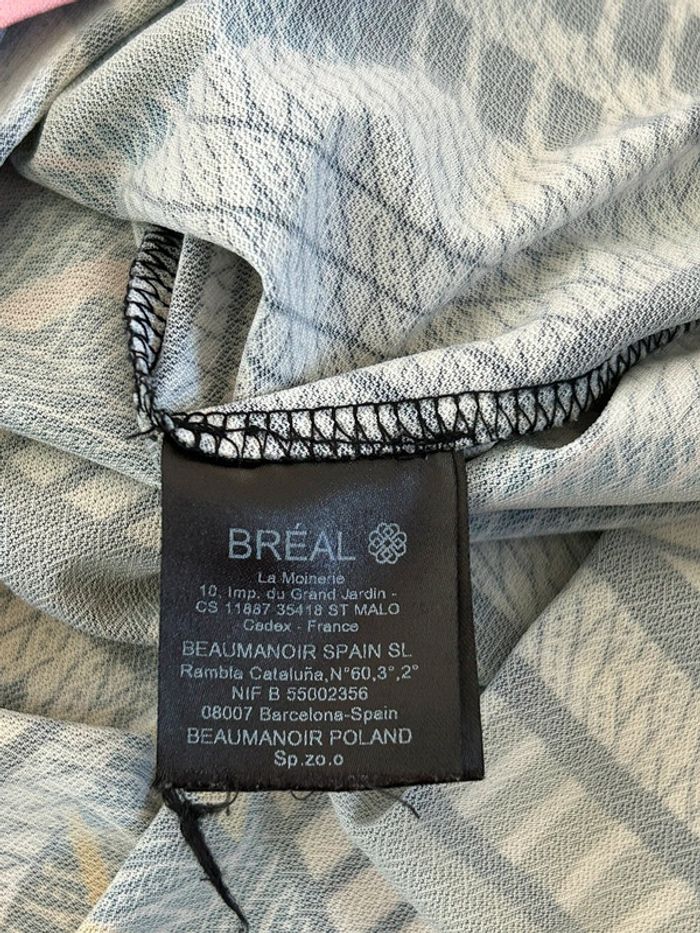 BRÉAL
La Moinerie
10, Imp. du Grand Jardin -
CS 11887 35418 ST MALO
Cedex - France
BEAUMANOIR SPAIN SL
Rambla Cataluña,N°60,3°,2°
NIF B 55002356
08007 Barcelona-Spain
BEAUMANOIR POLAND
Sp.zo.o